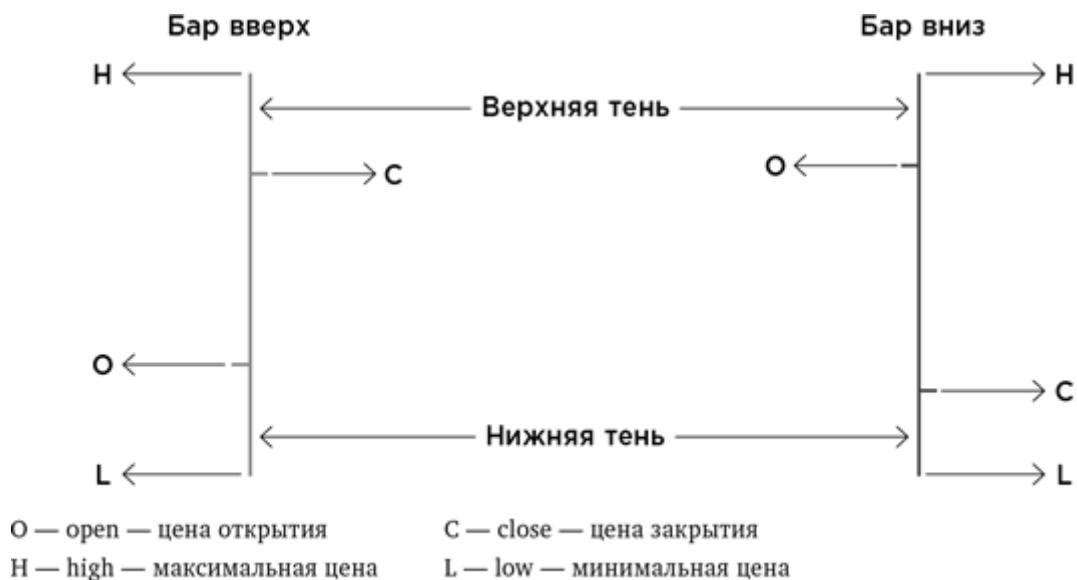 Бар вверх Бар вниз
H H
Верхняя тень
O
C
O
C
Нижняя тень
L L
O — open — цена открытия C — close — цена закрытия
H — high — максимальная цена L — low — минимальная цена